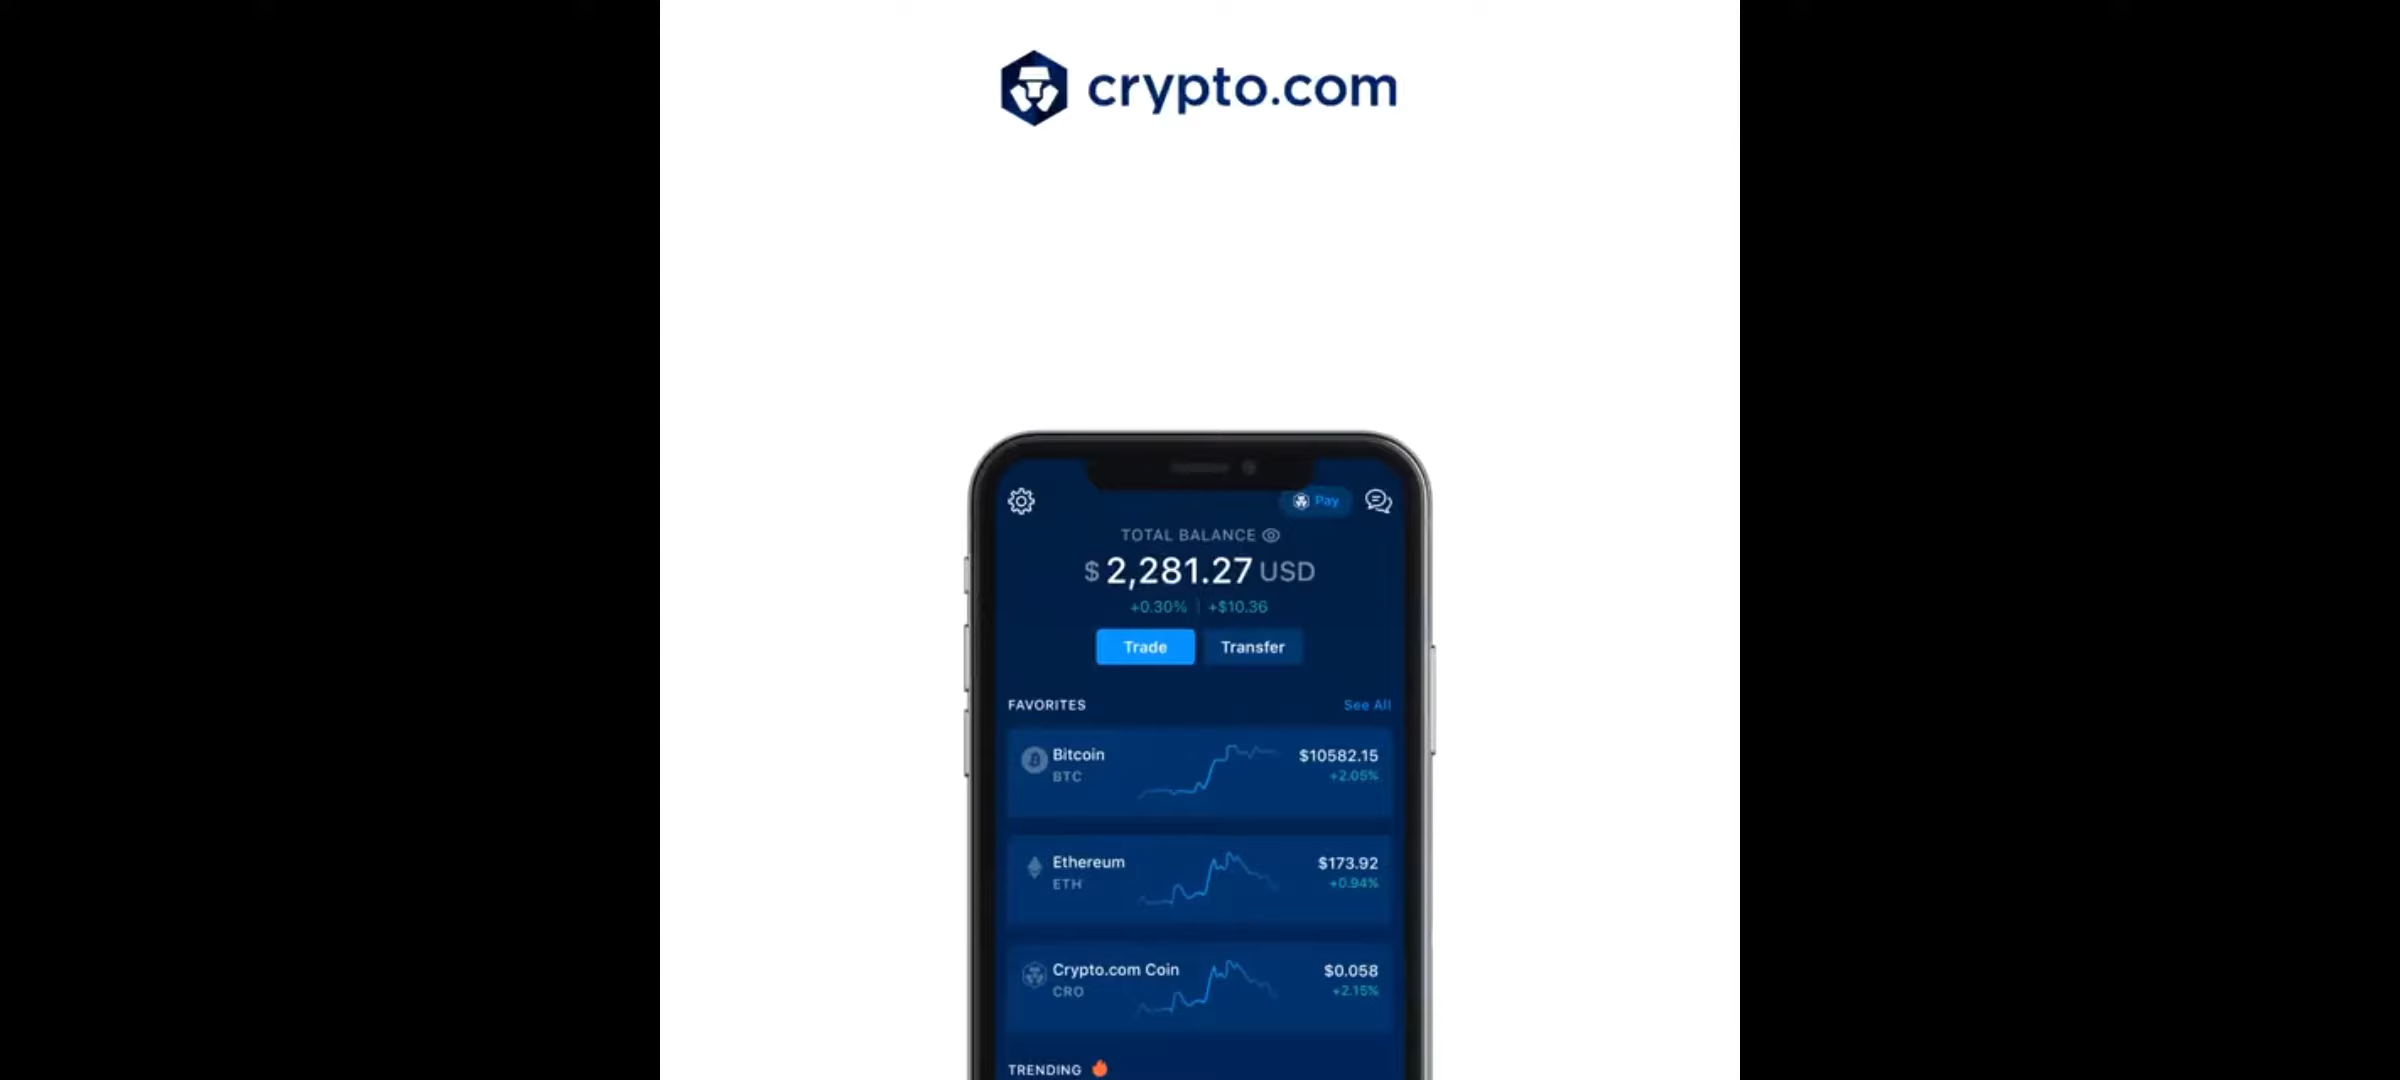 crypto.com
Pay
TOTAL BALANCE
$ 2,281.27 USD
+0.30% | +$10.36
Trade Transfer
FAVORITES See All
Bitcoin $10582.15
BTC +2.05%
Ethereum $173.92
ETH +0.94%
Crypto.com Coin $0.058
CRO +2.15%
TRENDING